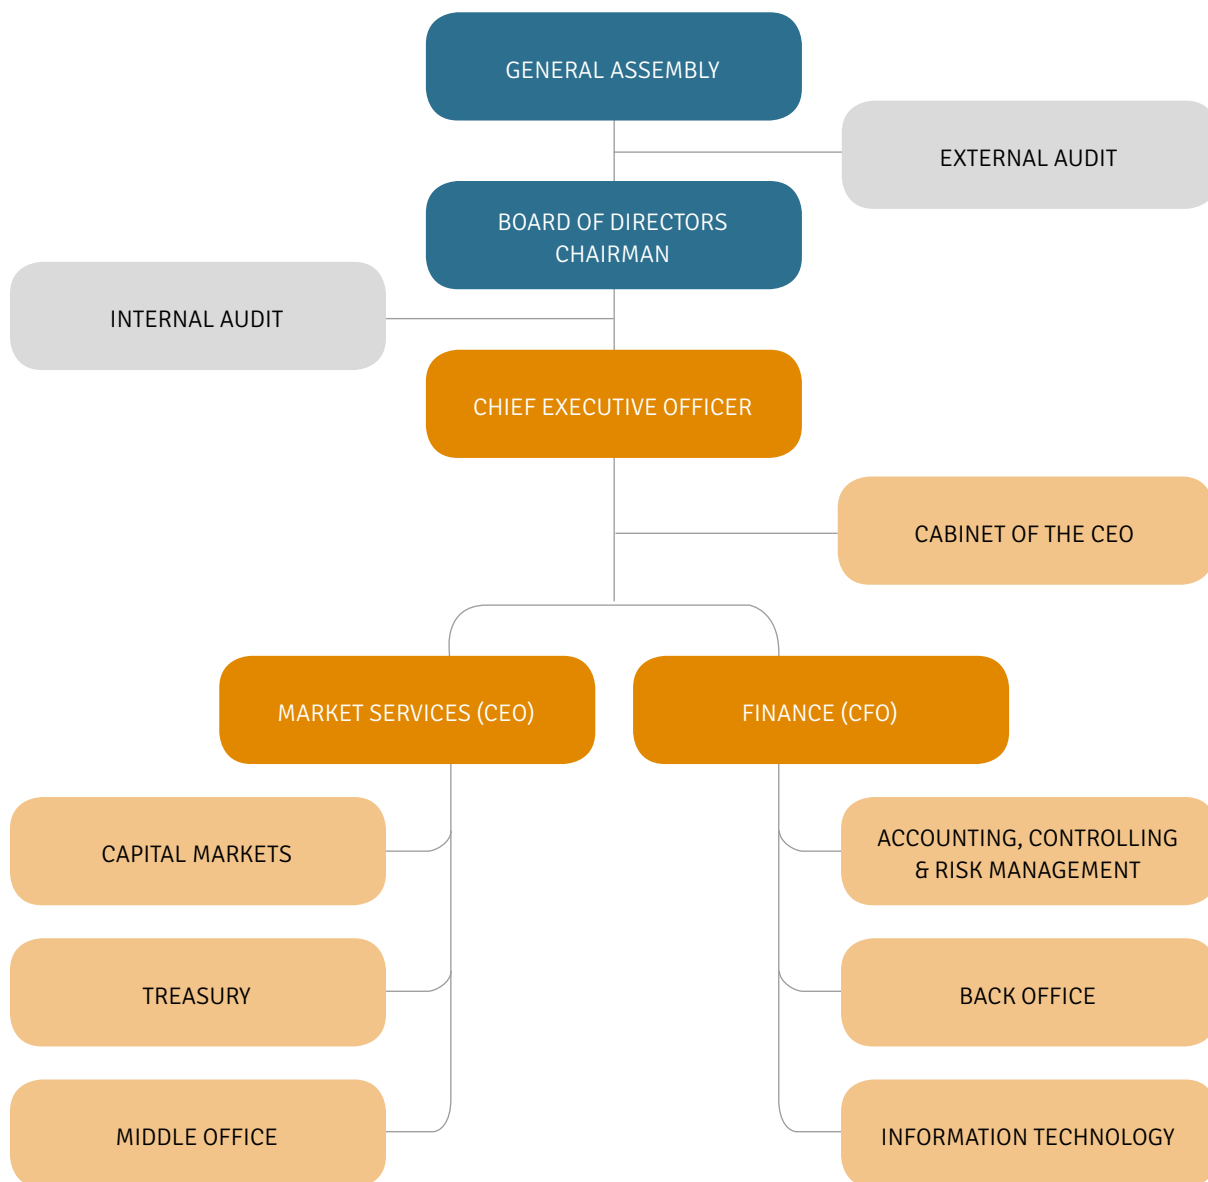 GENERAL ASSEMBLY
EXTERNAL AUDIT
BOARD OF DIRECTORS
CHAIRMAN
INTERNAL AUDIT
CHIEF EXECUTIVE OFFICER
CABINET OF THE CEO
MARKET SERVICES (CEO)
FINANCE (CFO)
CAPITAL MARKETS
ACCOUNTING, CONTROLLING
& RISK MANAGEMENT
TREASURY
BACK OFFICE
MIDDLE OFFICE
INFORMATION TECHNOLOGY